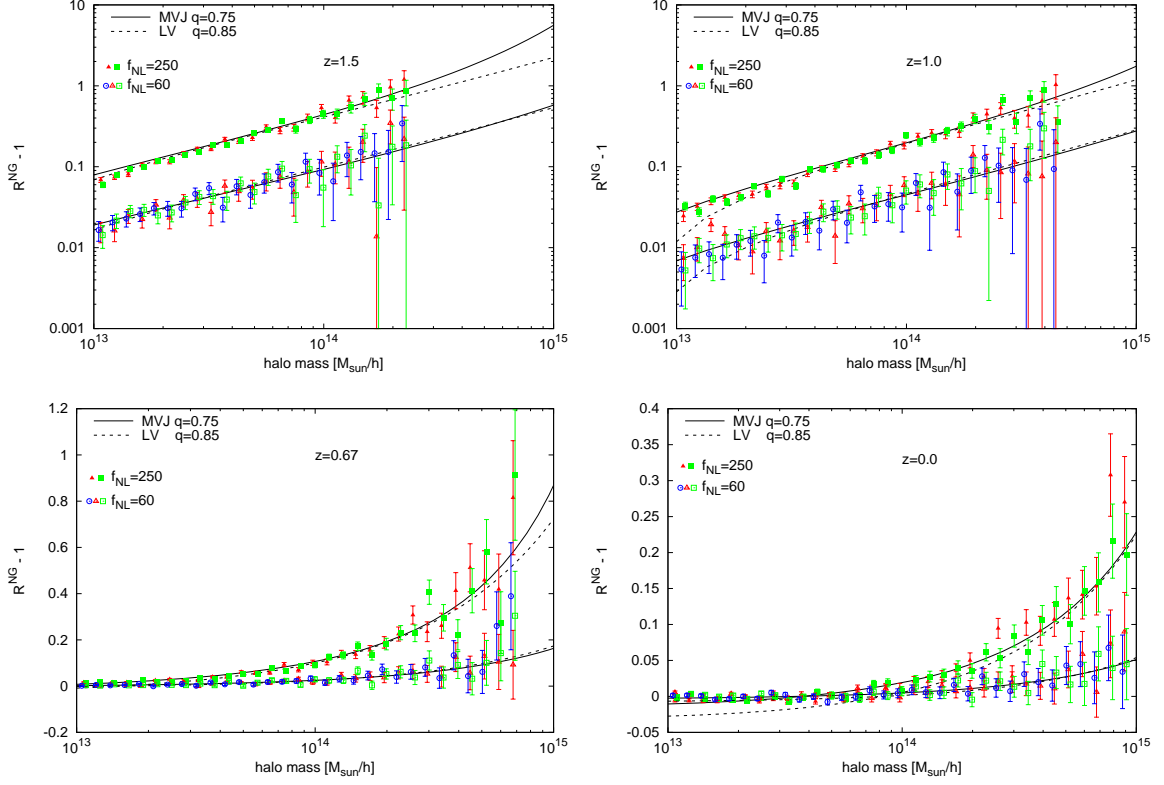 10
1
0.1
0.01
0.001
10^13
10^14
10^15
R^NG - 1
halo mass [M_sun/h]
z=1.5
MVJ q=0.75
LV q=0.85
f_NL=250
f_NL=60
10
1
0.1
0.01
0.001
10^13
10^14
10^15
R^NG - 1
halo mass [M_sun/h]
z=1.0
MVJ q=0.75
LV q=0.85
f_NL=250
f_NL=60
1.2
1
0.8
0.6
0.4
0.2
0
-0.2
10^13
10^14
10^15
R^NG - 1
halo mass [M_sun/h]
z=0.67
MVJ q=0.75
LV q=0.85
f_NL=250
f_NL=60
0.4
0.35
0.3
0.25
0.2
0.15
0.1
0.05
0
-0.05
10^13
10^14
10^15
R^NG - 1
halo mass [M_sun/h]
z=0.0
MVJ q=0.75
LV q=0.85
f_NL=250
f_NL=60